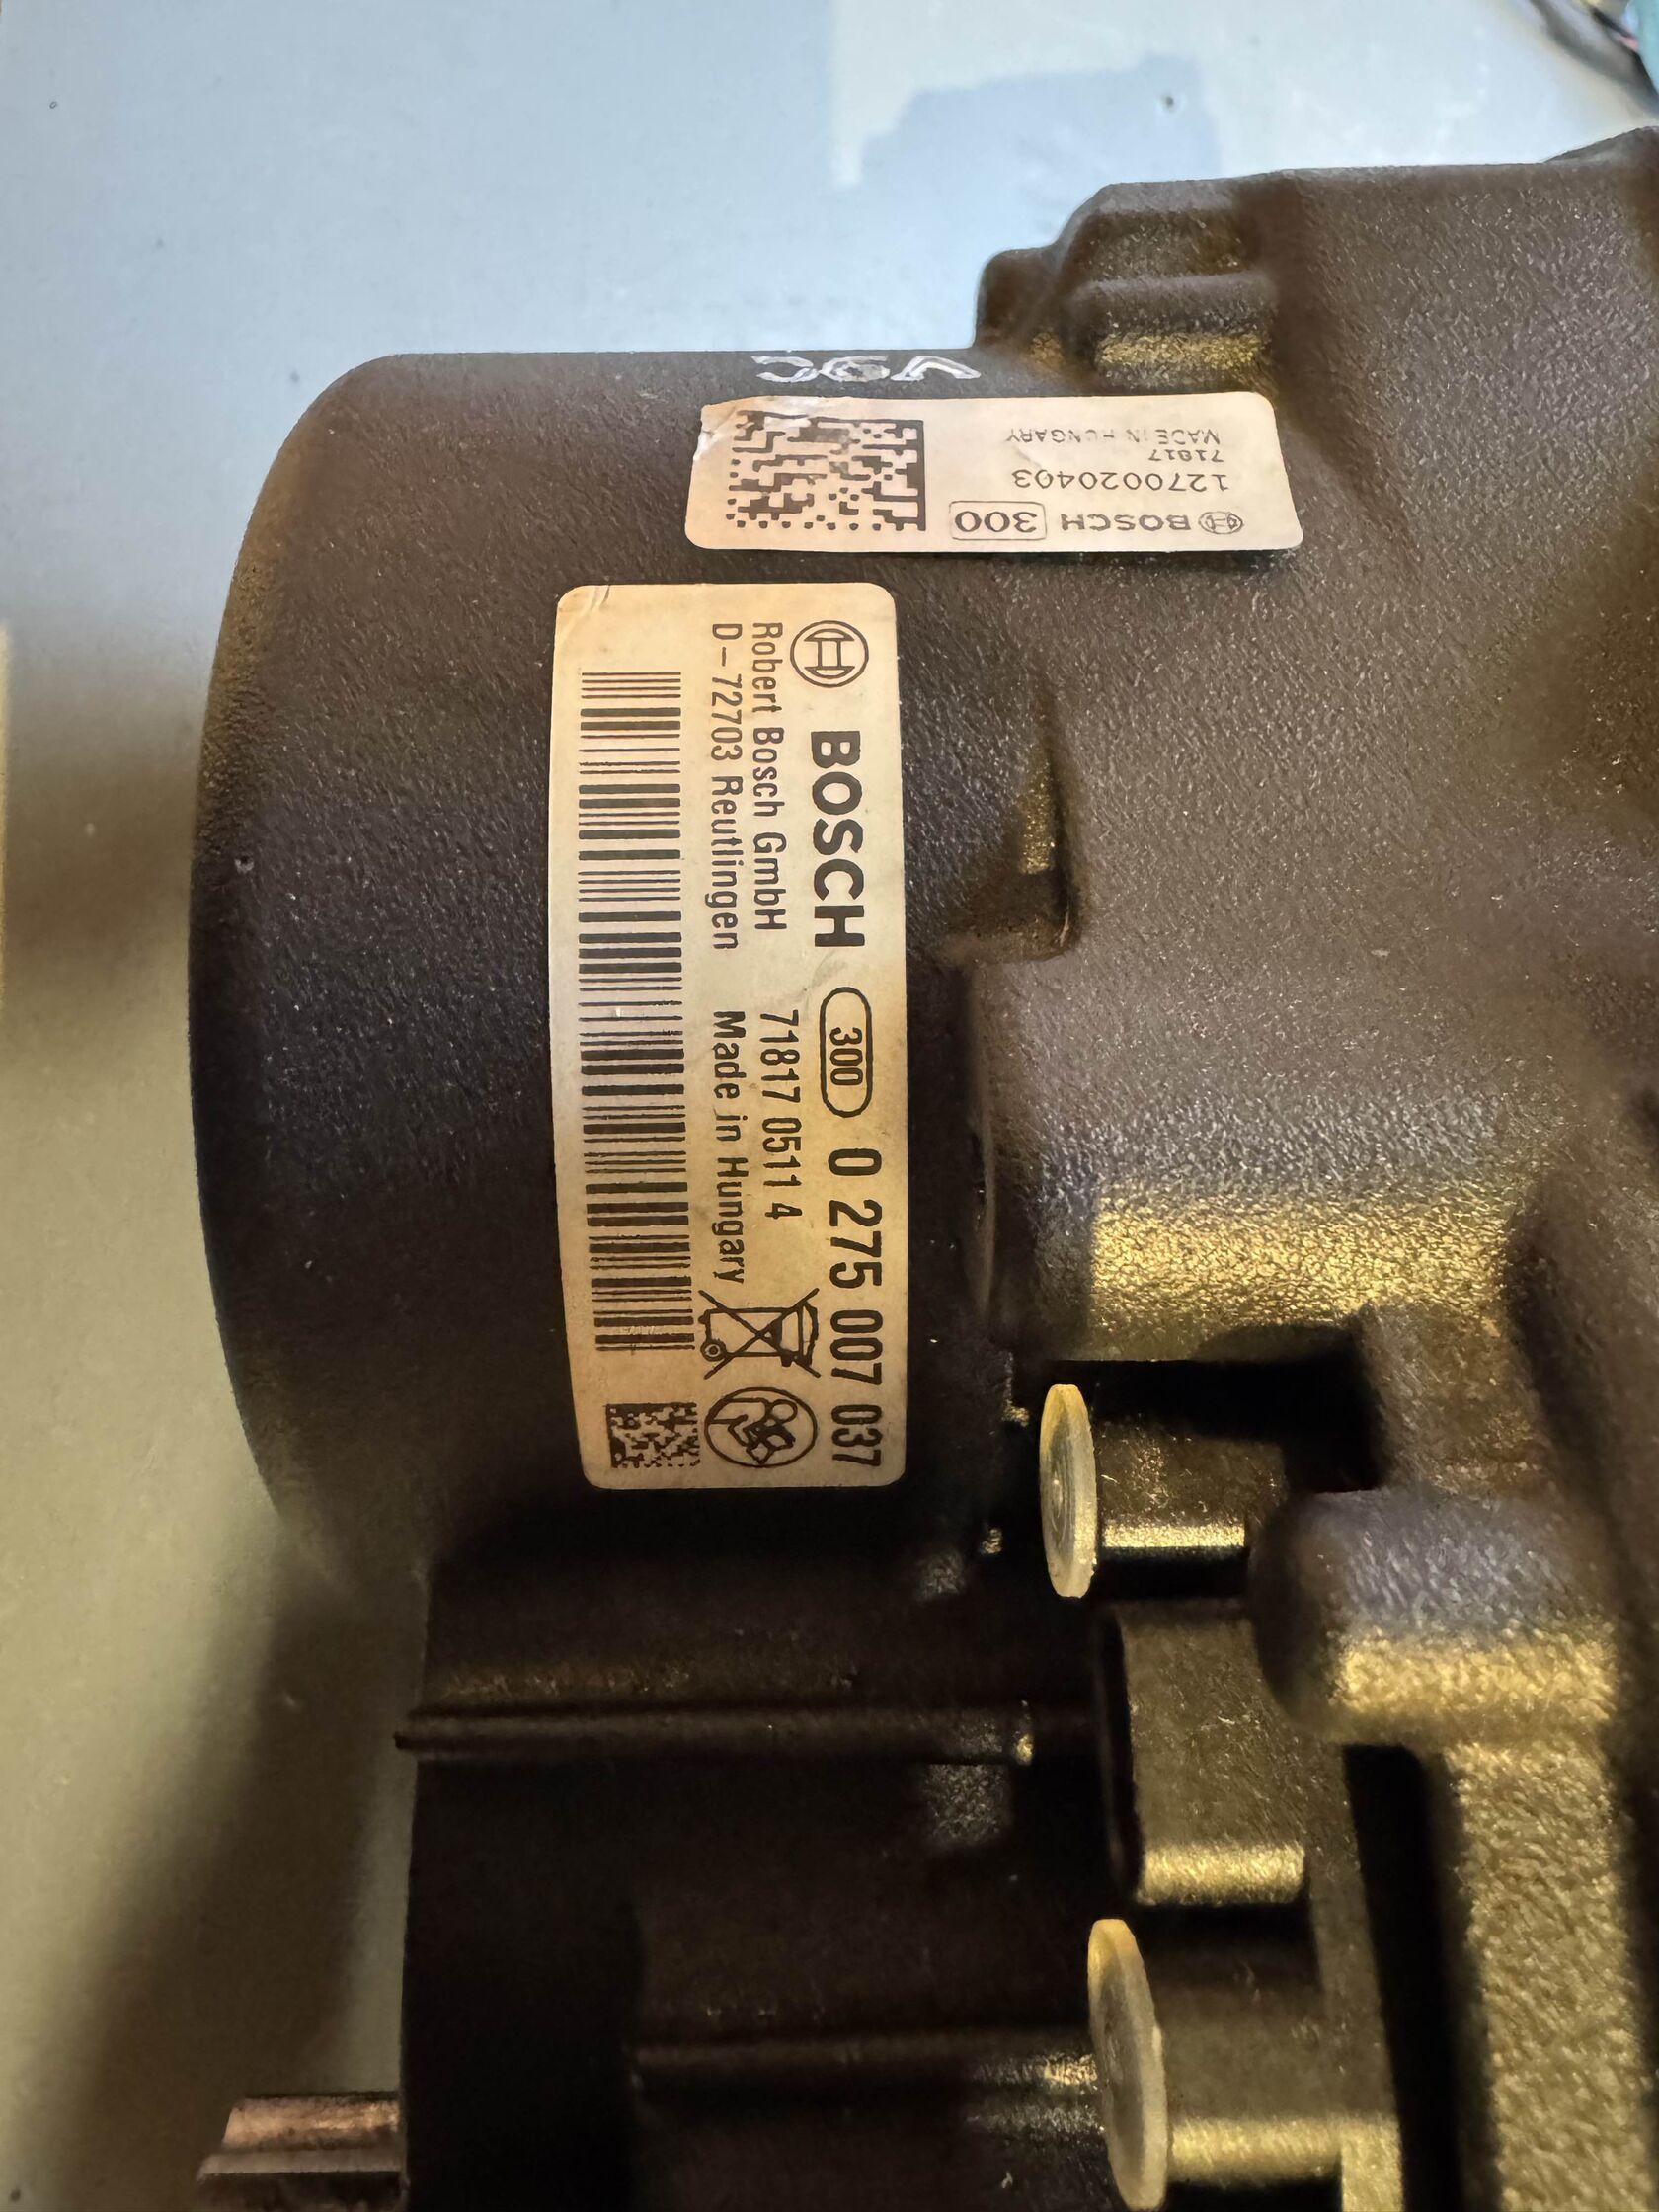 BOSCH 300 0 275 007 037
Robert Bosch GmbH 71817 0511 4
D-72703 Reutlingen Made in Hungary
BOSCH 300
1270020403
71817
MADE IN HUNGARY